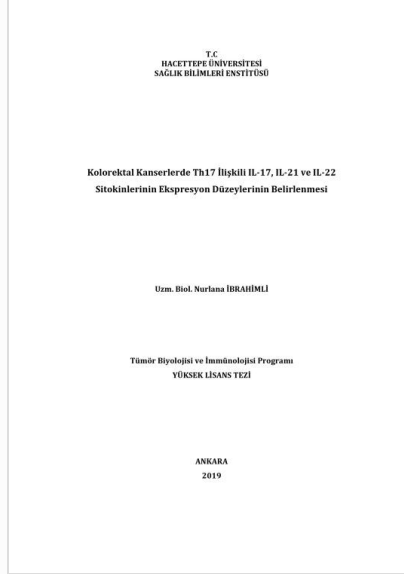 T.C
HACETTEPE ÜNİVERSİTESİ
SAĞLIK BİLİMLERİ ENSTİTÜSÜ
Kolorektal Kanserlerde Th17 İlişkili IL-17, IL-21 ve IL-22
Sitokinlerinin Ekspresyon Düzeylerinin Belirlenmesi
Uzm. Biol. Nurlana İBRAHİMLİ
Tümör Biyolojisi ve İmmünolojisi Programı
YÜKSEK LİSANS TEZİ
ANKARA
2019